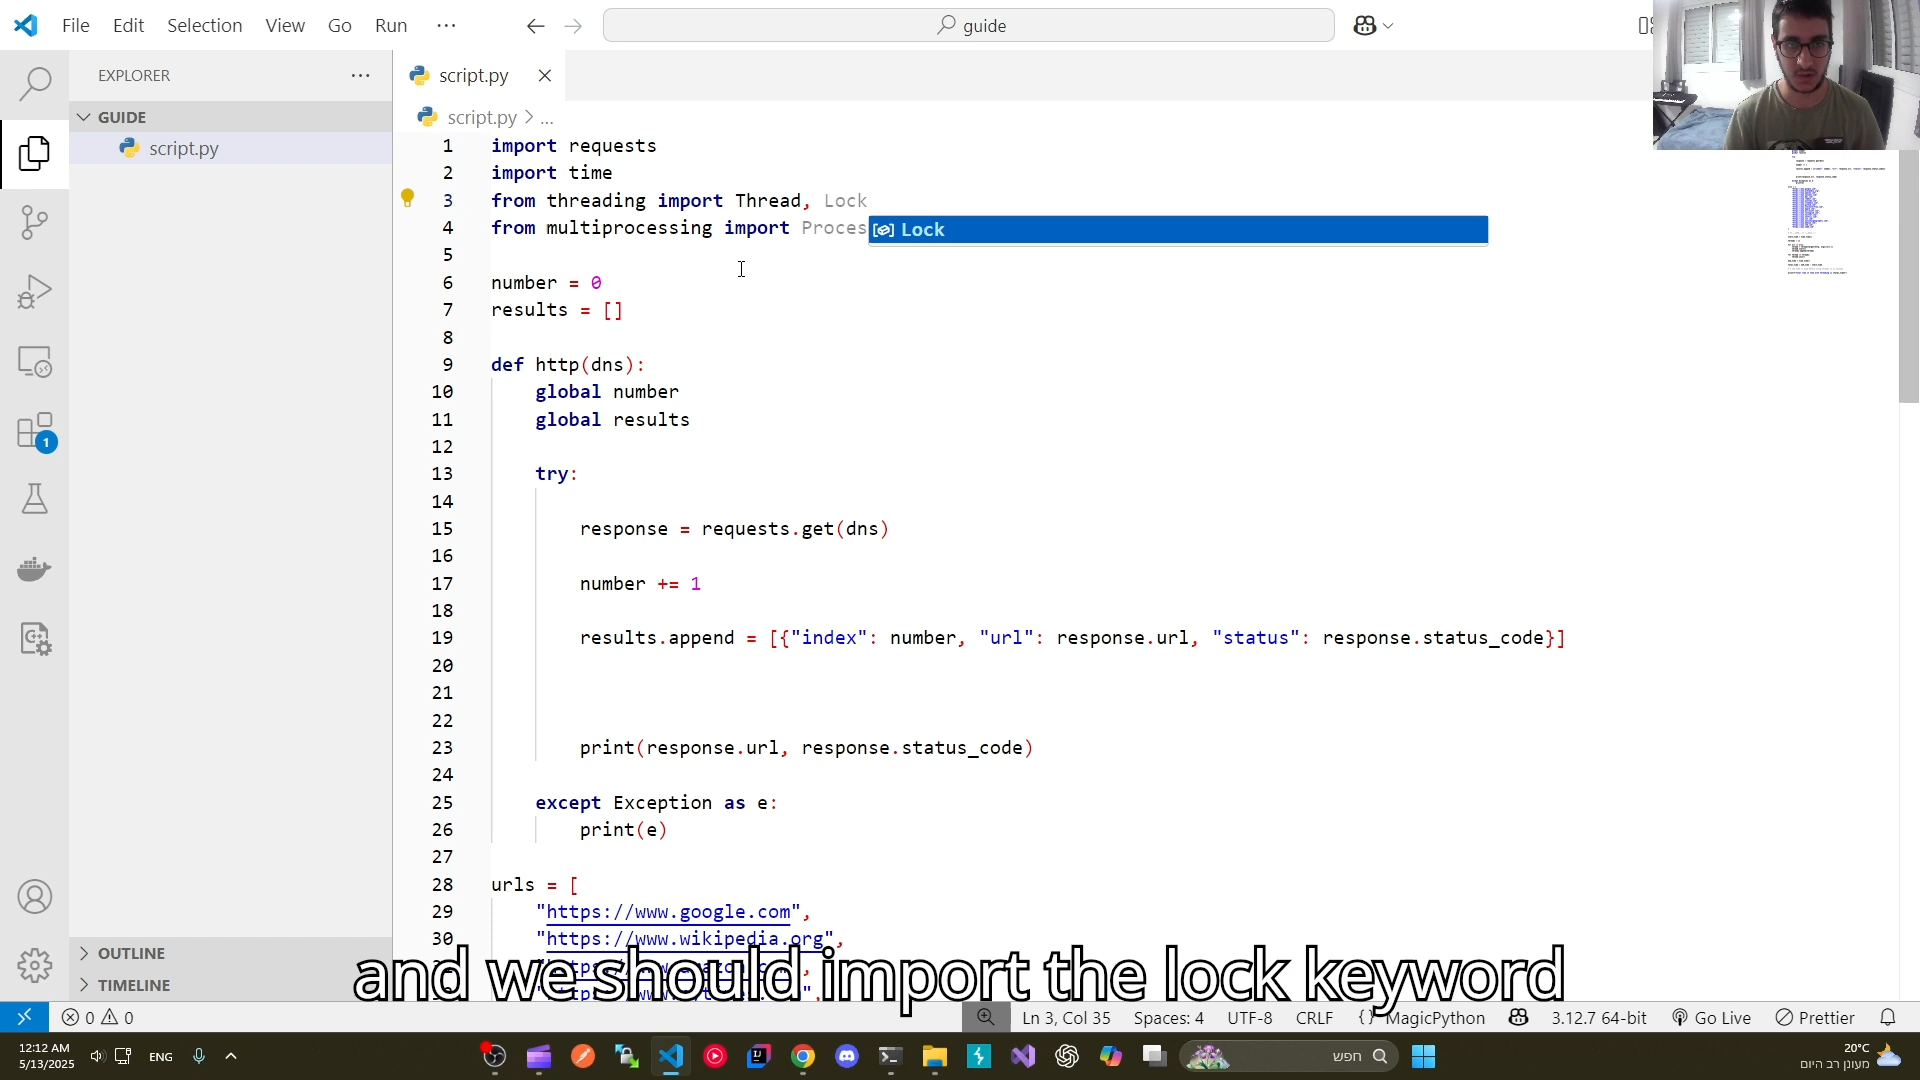 File Edit Selection View Go Run ··· guide
EXPLORER ···
GUIDE
script.py
script.py
script.py > ...
1 import requests
2 import time
3 from threading import Thread, Lock
4 from multiprocessing import Proces
Lock
5
6 number = 0
7 results = []
8
9 def http(dns):
10 global number
11 global results
12
13 try:
14
15 response = requests.get(dns)
16
17 number += 1
18
19 results.append = [{"index": number, "url": response.url, "status": response.status_code}]
20
21
22
23 print(response.url, response.status_code)
24
25 except Exception as e:
26 print(e)
27
28 urls = [
29 "https://www.google.com",
30 "https://www.wikipedia.org",
and we should import the lock keyword
1
OUTLINE
TIMELINE
0 0 Ln 3, Col 35 Spaces: 4 UTF-8 CRLF { } MagicPython 3.12.7 64-bit Go Live Prettier
12:12 AM
5/13/2025
ENG
חפש
20°C
מעונן רב היום